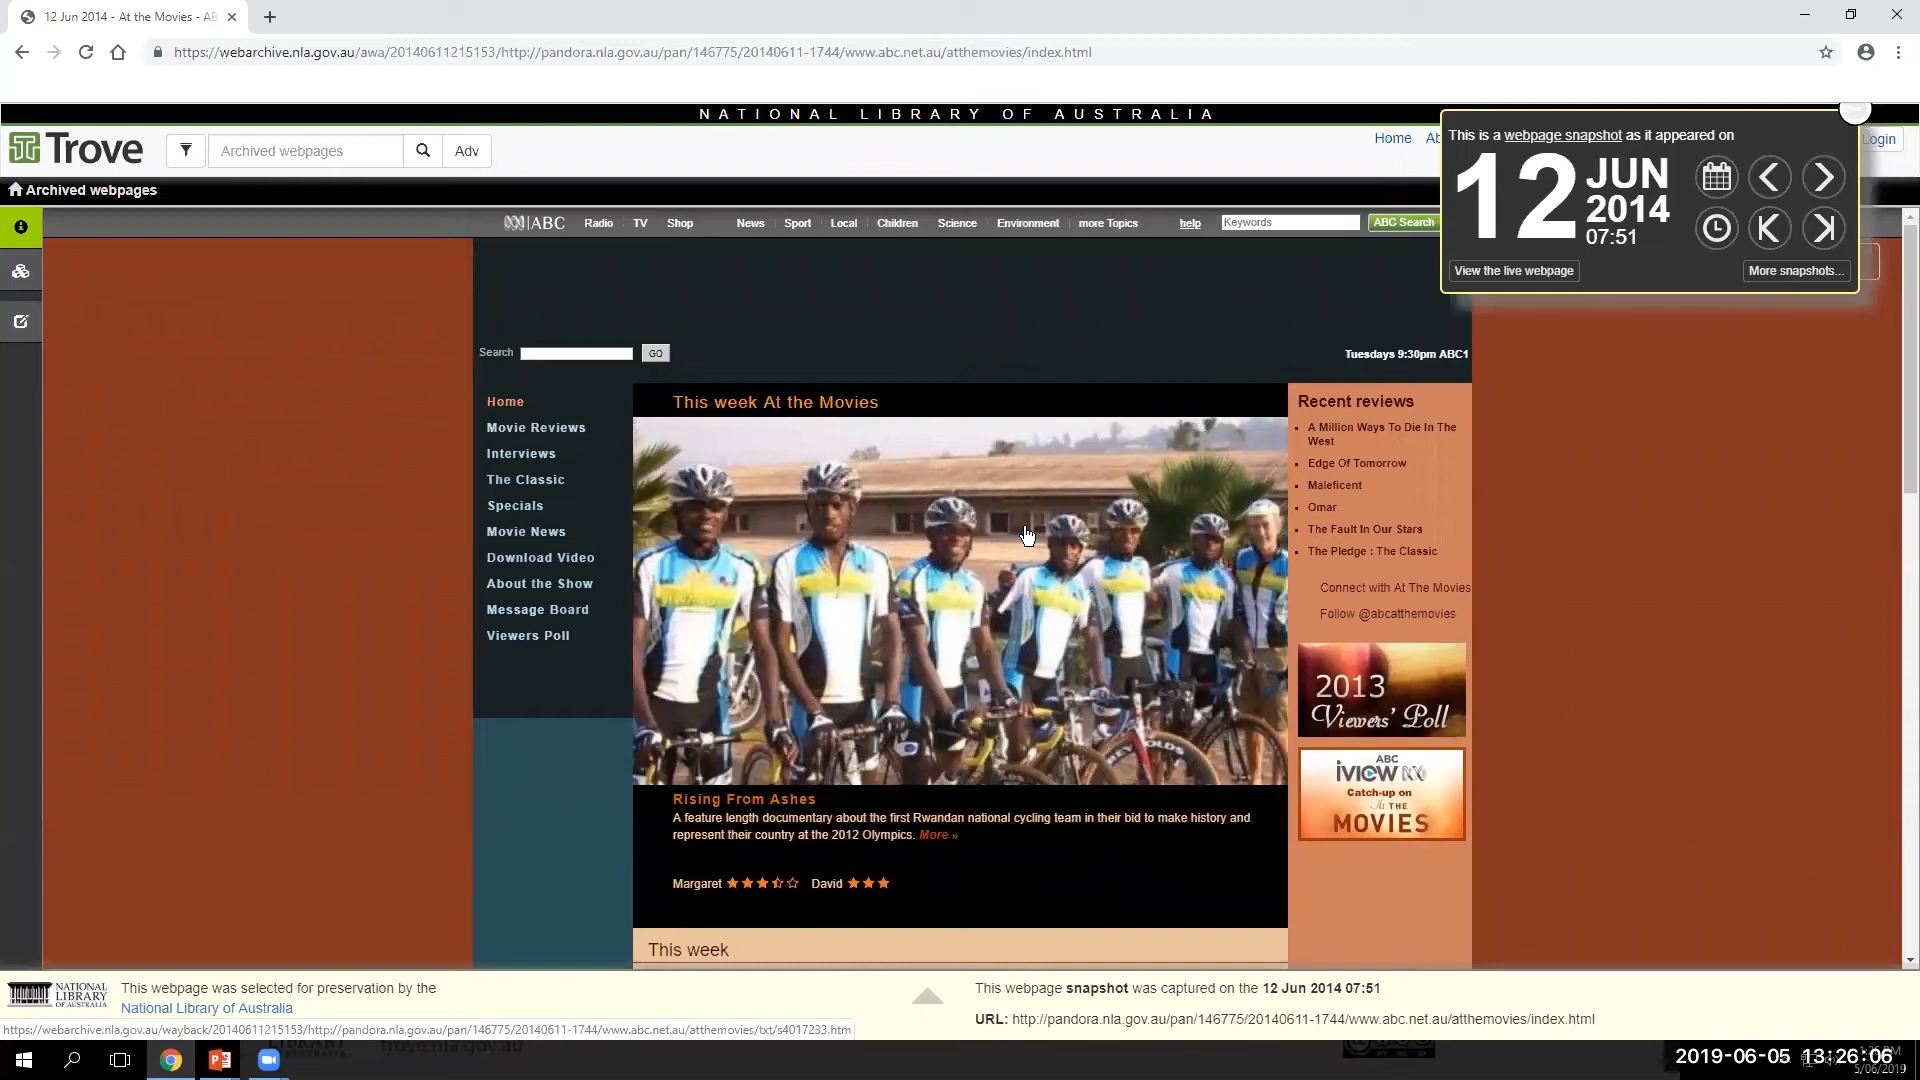 12 Jun 2014 - At the Movies - AB
https://webarchive.nla.gov.au/awa/20140611215153/http://pandora.nla.gov.au/pan/146775/20140611-1744/www.abc.net.au/atthemovies/index.html
NATIONAL LIBRARY OF AUSTRALIA
Trove
Archived webpages
Adv
Home
Ab
Login
This is a webpage snapshot as it appeared on
12 JUN 2014 07:51
View the live webpage
More snapshots...
Archived webpages
ABC Radio TV Shop News Sport Local Children Science Environment more Topics help Keywords ABC Search
Search GO
Tuesdays 9:30pm ABC1
Home
Movie Reviews
Interviews
The Classic
Specials
Movie News
Download Video
About the Show
Message Board
Viewers Poll
This week At the Movies
Rising From Ashes
A feature length documentary about the first Rwandan national cycling team in their bid to make history and
represent their country at the 2012 Olympics. More »
Margaret David
This week
Recent reviews
A Million Ways To Die In The
West
Edge Of Tomorrow
Maleficent
Omar
The Fault In Our Stars
The Pledge : The Classic
Connect with At The Movies
Follow @abcatthemovies
2013
Viewers' Poll
ABC
iview
Catch-up on
At THE
MOVIES
NATIONAL
LIBRARY
OF AUSTRALIA
This webpage was selected for preservation by the
National Library of Australia
This webpage snapshot was captured on the 12 Jun 2014 07:51
URL: http://pandora.nla.gov.au/pan/146775/20140611-1744/www.abc.net.au/atthemovies/index.html
https://webarchive.nla.gov.au/wayback/20140611215153/http://pandora.nla.gov.au/pan/146775/20140611-1744/www.abc.net.au/atthemovies/txt/s4017233.htm
trove.nla.gov.au
2019-06-05 13:26:06
5/06/2019